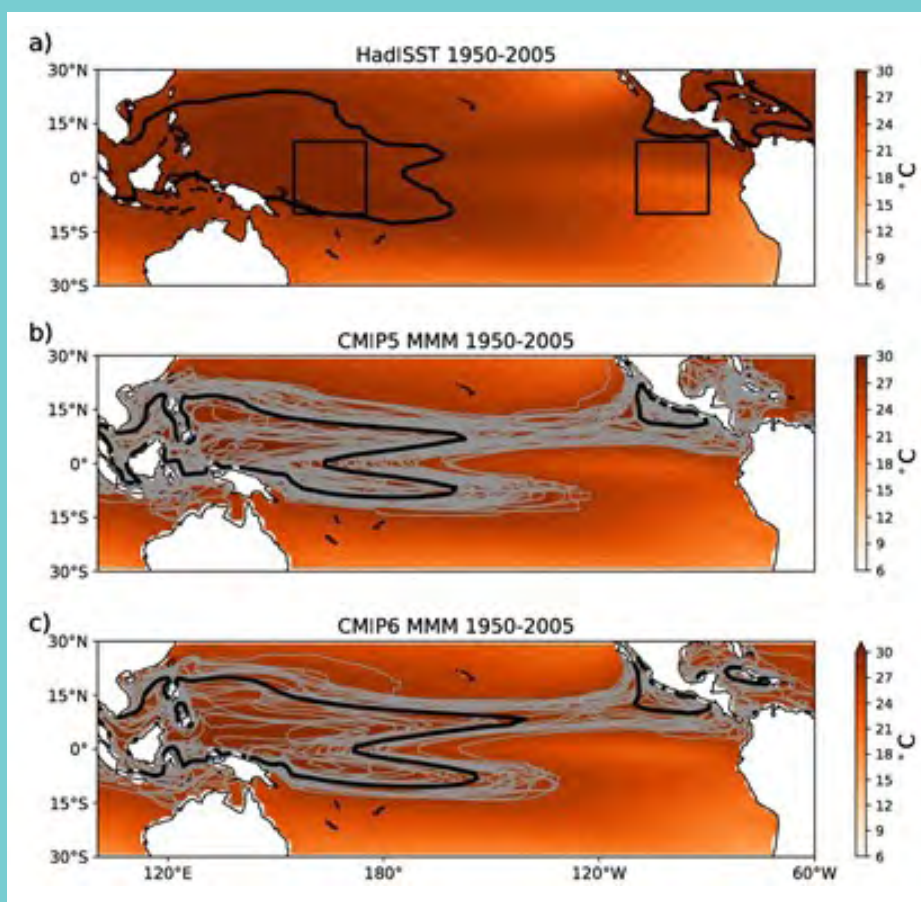 a)
HadISST 1950-2005
30°N
15°N
0°
15°S
30°S
30
27
24
21
18
15
12
9
6
°C
b)
CMIP5 MMM 1950-2005
30°N
15°N
0°
15°S
30°S
30
27
24
21
18
15
12
9
6
°C
c)
CMIP6 MMM 1950-2005
30°N
15°N
0°
15°S
30°S
120°E 180° 120°W 60°W
30
27
24
21
18
15
12
9
6
°C